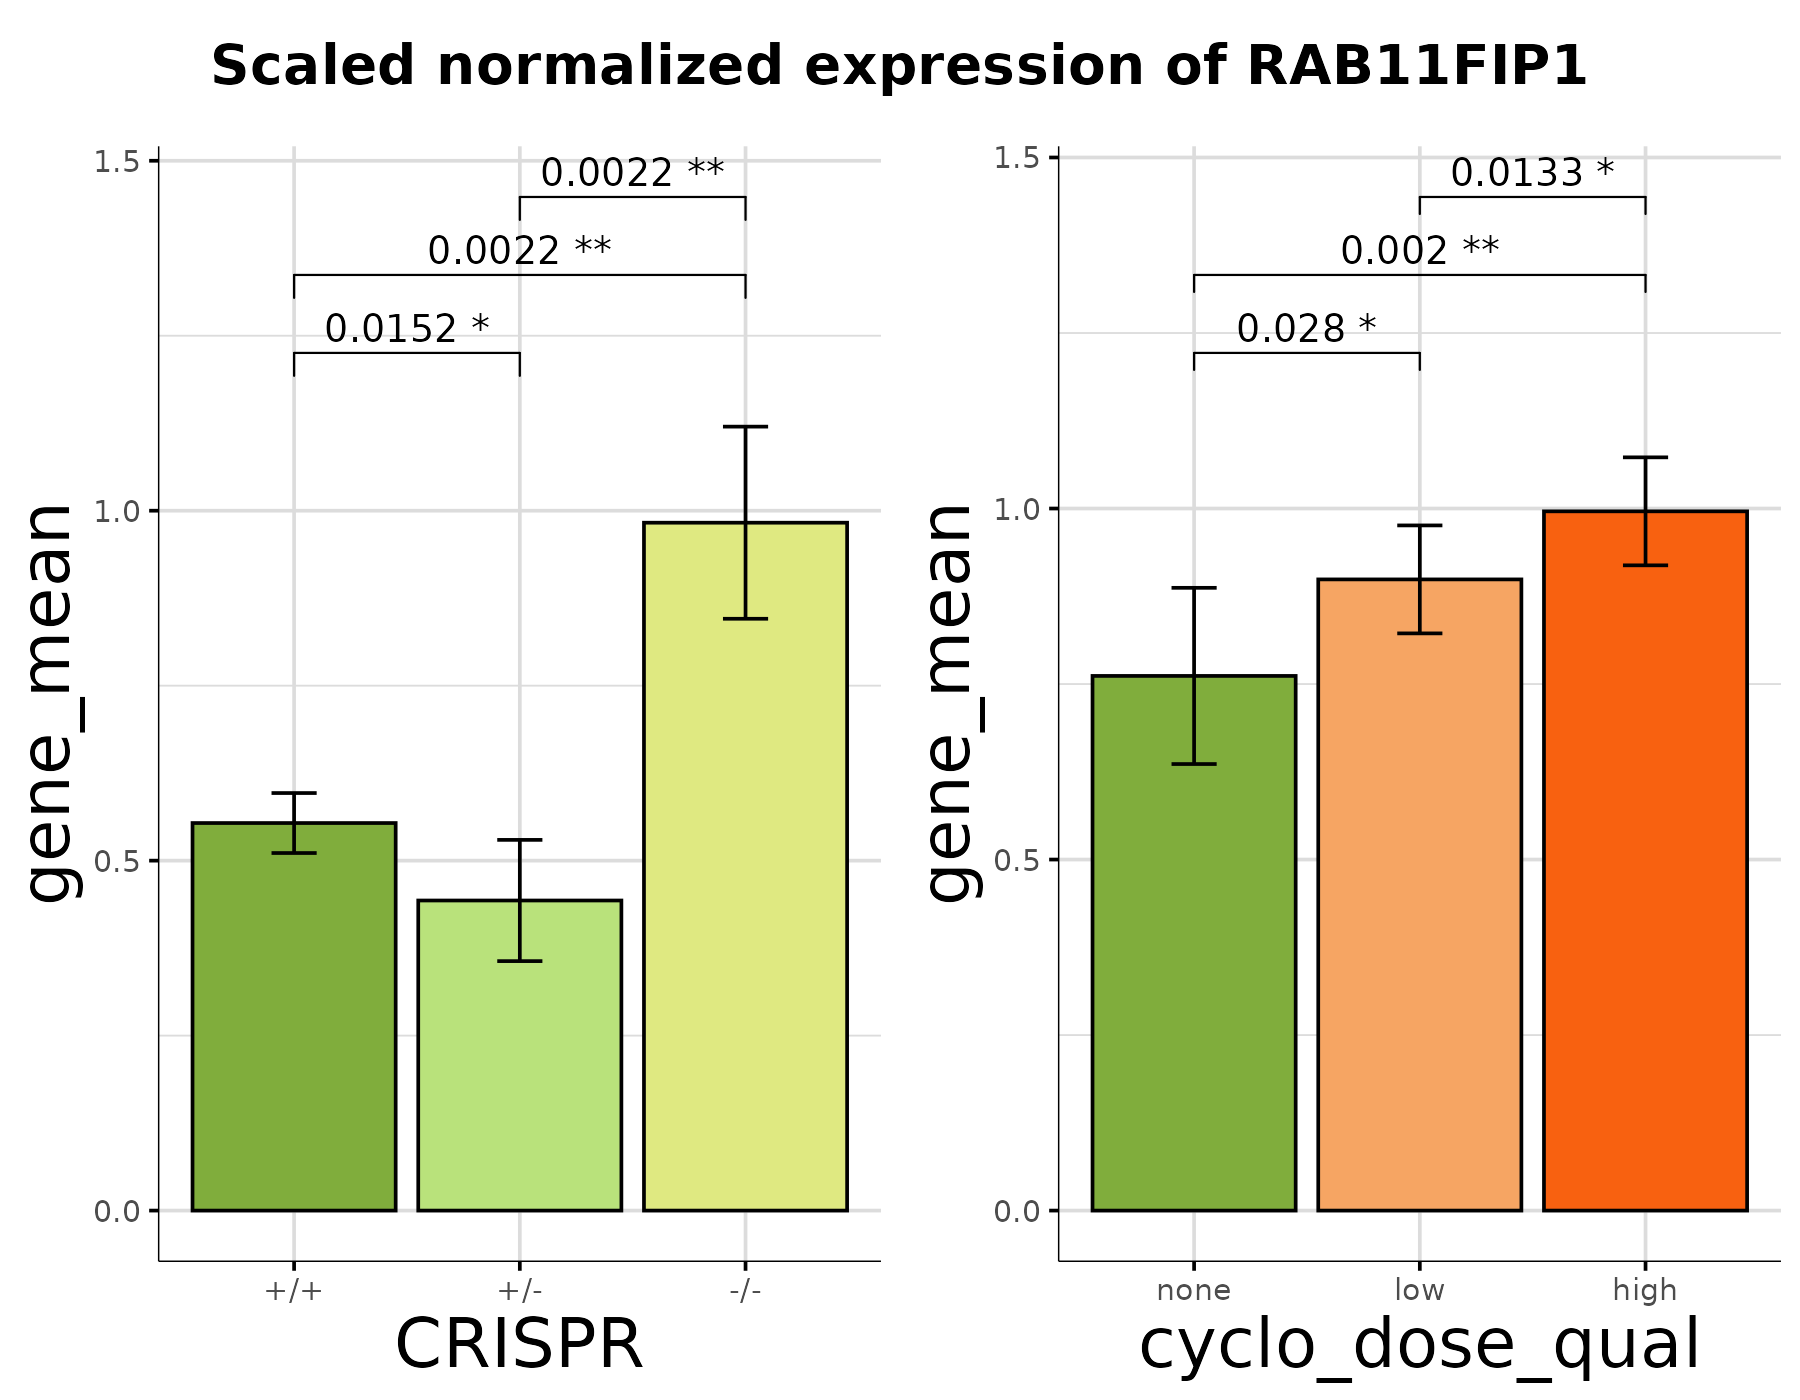 Scaled normalized expression of RAB11FIP1
gene_mean
1.5
1.0
0.5
0.0
0.0022 **
0.0022 **
0.0152 *
+/+
+/-
-/-
CRISPR
gene_mean
1.5
1.0
0.5
0.0
0.0133 *
0.002 **
0.028 *
none
low
high
cyclo_dose_qual